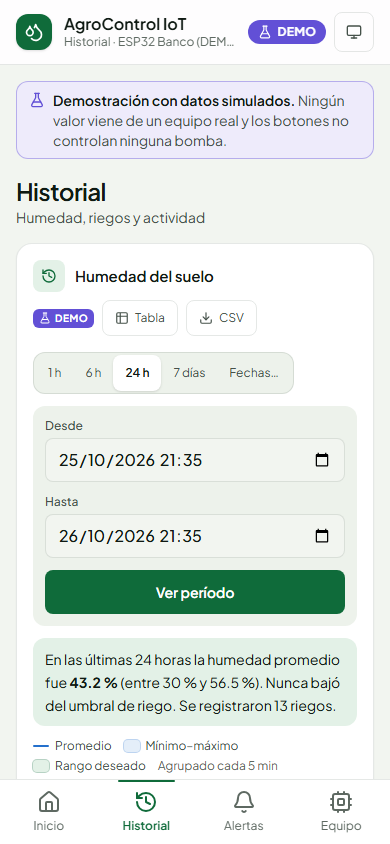 AgroControl IoT
Historial · ESP32 Banco (DEM...
DEMO
Demostración con datos simulados. Ningún
valor viene de un equipo real y los botones no
controlan ninguna bomba.
Historial
Humedad, riegos y actividad
Humedad del suelo
DEMO
Tabla
CSV
1 h
6 h
24 h
7 días
Fechas...
Desde
25/10/2026 21:35
Hasta
26/10/2026 21:35
Ver período
En las últimas 24 horas la humedad promedio
fue 43.2 % (entre 30 % y 56.5 %). Nunca bajó
del umbral de riego. Se registraron 13 riegos.
Promedio
Mínimo–máximo
Rango deseado
Agrupado cada 5 min
Inicio
Historial
Alertas
Equipo